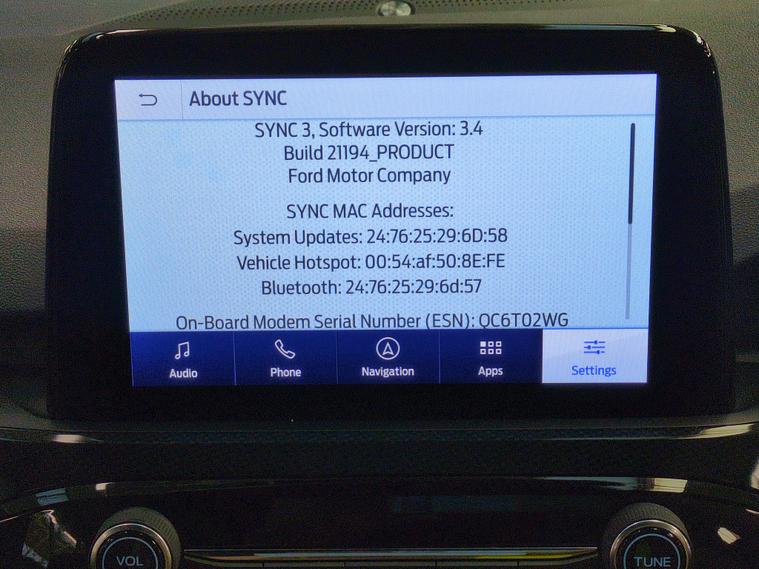 About SYNC
SYNC 3, Software Version: 3.4
Build 21194_PRODUCT
Ford Motor Company
SYNC MAC Addresses:
System Updates: 24:76:25:29:6D:58
Vehicle Hotspot: 00:54:af:50:8E:FE
Bluetooth: 24:76:25:29:6d:57
On-Board Modem Serial Number (ESN): QC6T02WG
Audio
Phone
Navigation
Apps
Settings
VOL
TUNE